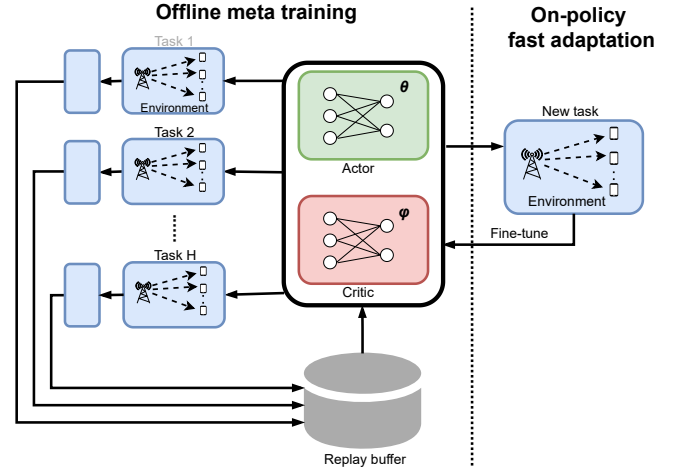 Offline meta training
On-policy
fast adaptation
Task 1
Environment
Task 2
Task H
θ
Actor
φ
Critic
New task
Environment
Fine-tune
Replay buffer